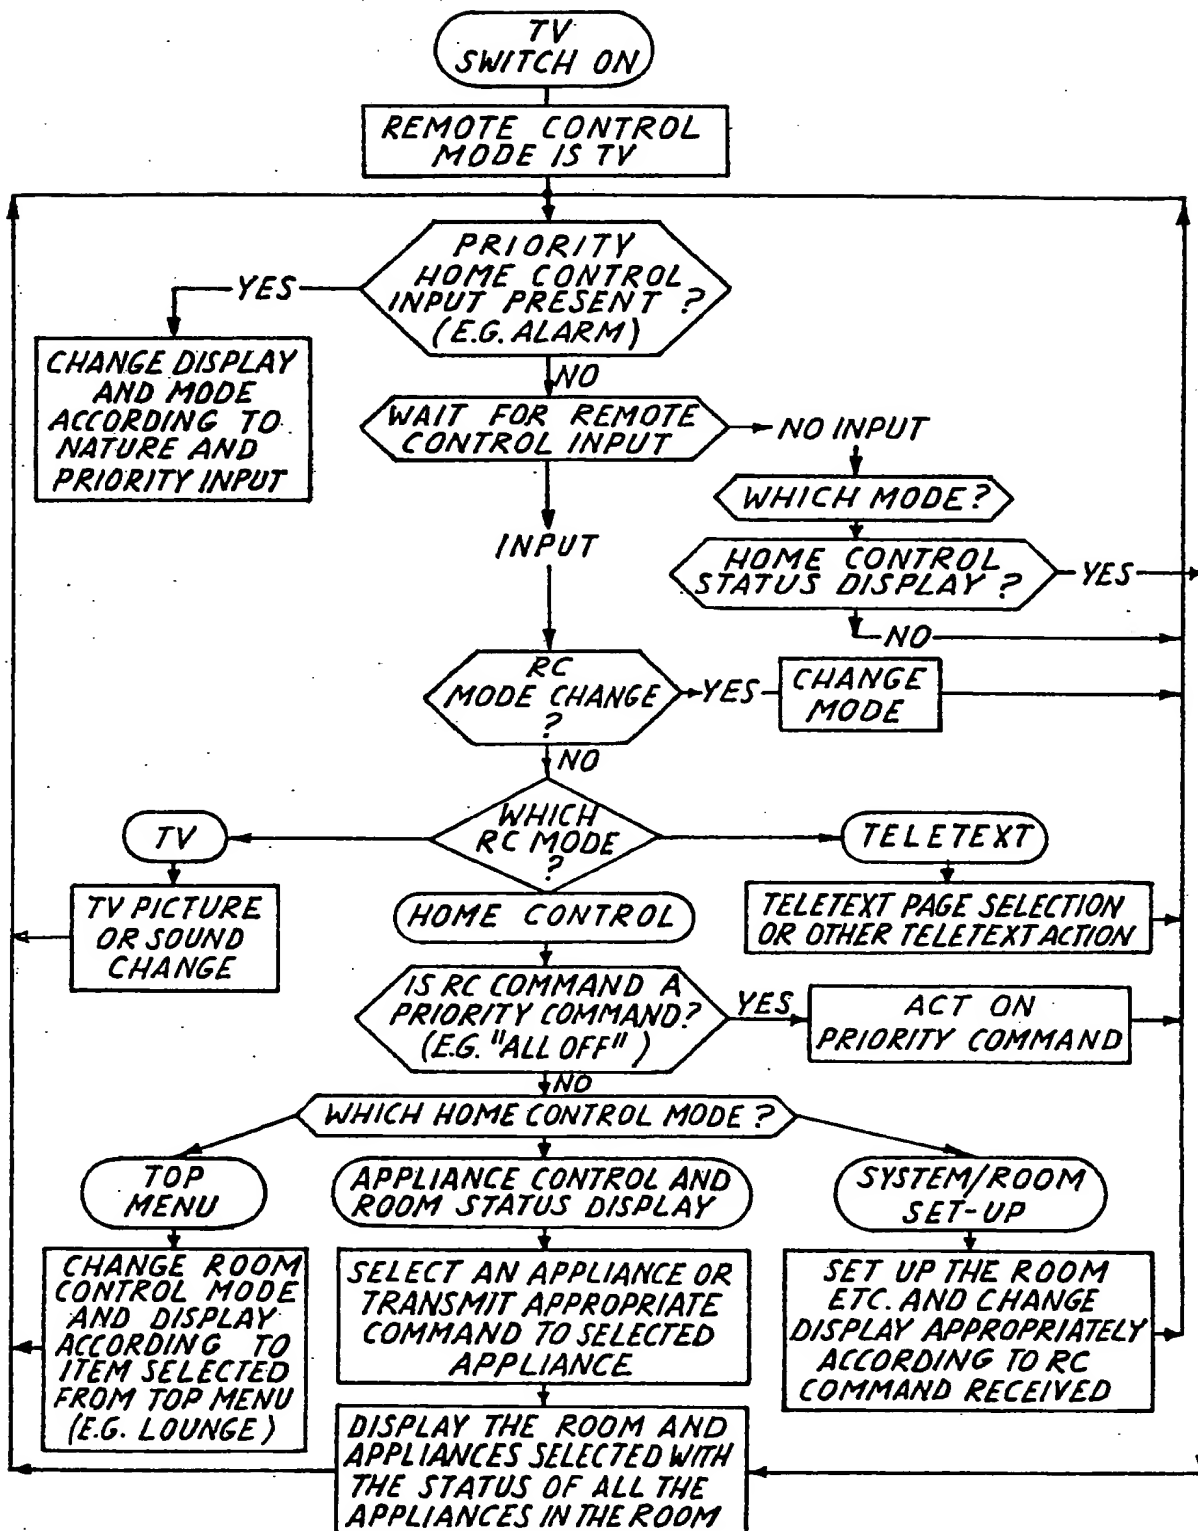 TV
SWITCH ON
REMOTE CONTROL
MODE IS TV
PRIORITY
HOME CONTROL
INPUT PRESENT ?
(E.G. ALARM)
YES
CHANGE DISPLAY
AND MODE
ACCORDING TO
NATURE AND
PRIORITY INPUT
NO
WAIT FOR REMOTE
CONTROL INPUT
NO INPUT
WHICH MODE?
INPUT
HOME CONTROL
STATUS DISPLAY ?
YES
NO
RC
MODE CHANGE
?
YES
CHANGE
MODE
NO
WHICH
RC MODE
?
TV
TELETEXT
TV PICTURE
OR SOUND
CHANGE
HOME CONTROL
TELETEXT PAGE SELECTION
OR OTHER TELETEXT ACTION
IS RC COMMAND A
PRIORITY COMMAND?
(E.G. "ALL OFF")
YES
ACT ON
PRIORITY COMMAND
NO
WHICH HOME CONTROL MODE ?
TOP
MENU
APPLIANCE CONTROL AND
ROOM STATUS DISPLAY
SYSTEM/ROOM
SET-UP
CHANGE ROOM
CONTROL MODE
AND DISPLAY
ACCORDING TO
ITEM SELECTED
FROM TOP MENU
(E.G. LOUNGE)
SELECT AN APPLIANCE OR
TRANSMIT APPROPRIATE
COMMAND TO SELECTED
APPLIANCE
SET UP THE ROOM
ETC. AND CHANGE
DISPLAY APPROPRIATELY
ACCORDING TO RC
COMMAND RECEIVED
DISPLAY THE ROOM AND
APPLIANCES SELECTED WITH
THE STATUS OF ALL THE
APPLIANCES IN THE ROOM